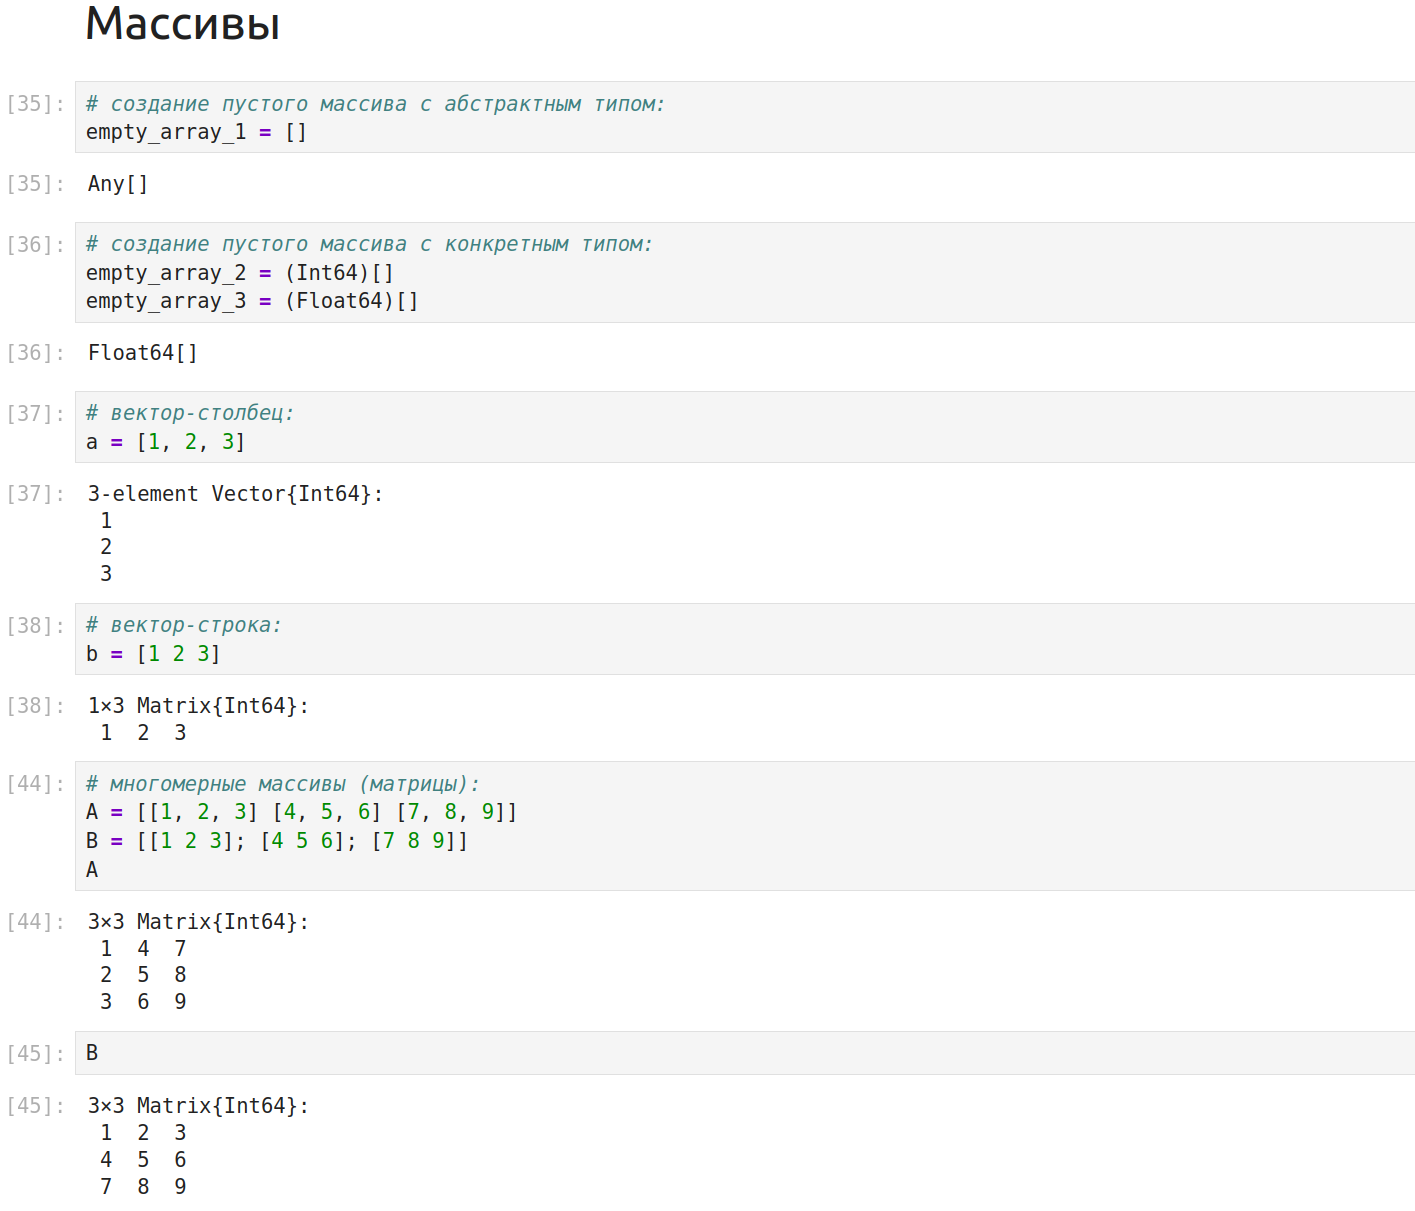 Массивы
[35]: # создание пустого массива с абстрактным типом:
empty_array_1 = []
[35]: Any[]
[36]: # создание пустого массива с конкретным типом:
empty_array_2 = (Int64)[]
empty_array_3 = (Float64)[]
[36]: Float64[]
[37]: # вектор-столбец:
a = [1, 2, 3]
[37]: 3-element Vector{Int64}:
1
2
3
[38]: # вектор-строка:
b = [1 2 3]
[38]: 1×3 Matrix{Int64}:
1  2  3
[44]: # многомерные массивы (матрицы):
A = [[1, 2, 3] [4, 5, 6] [7, 8, 9]]
B = [[1 2 3]; [4 5 6]; [7 8 9]]
A
[44]: 3×3 Matrix{Int64}:
1  4  7
2  5  8
3  6  9
[45]: B
[45]: 3×3 Matrix{Int64}:
1  2  3
4  5  6
7  8  9